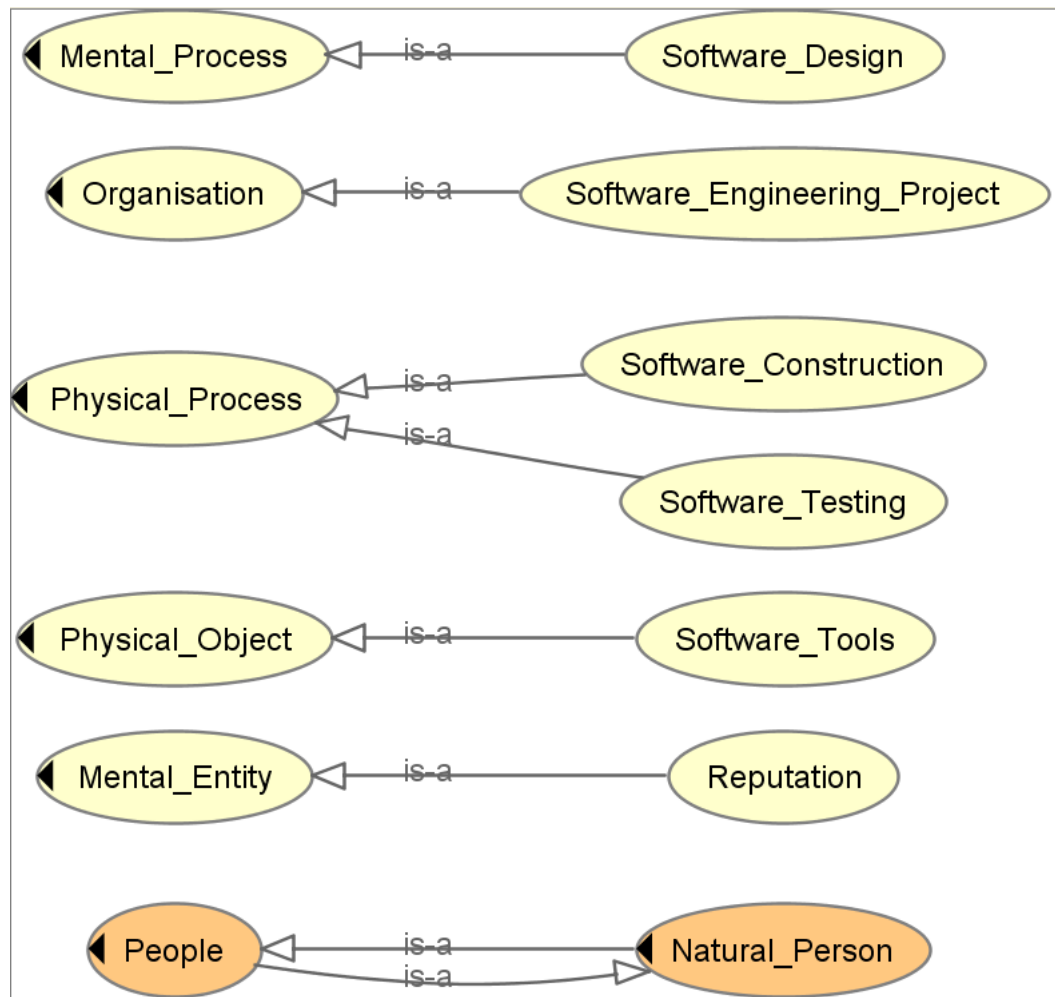 Mental_Process is-a Software_Design
Organisation is-a Software_Engineering_Project
Software_Construction
is-a
Physical_Process
is-a
Software_Testing
Physical_Object is-a Software_Tools
Mental_Entity is-a Reputation
People is-a Natural_Person
is-a